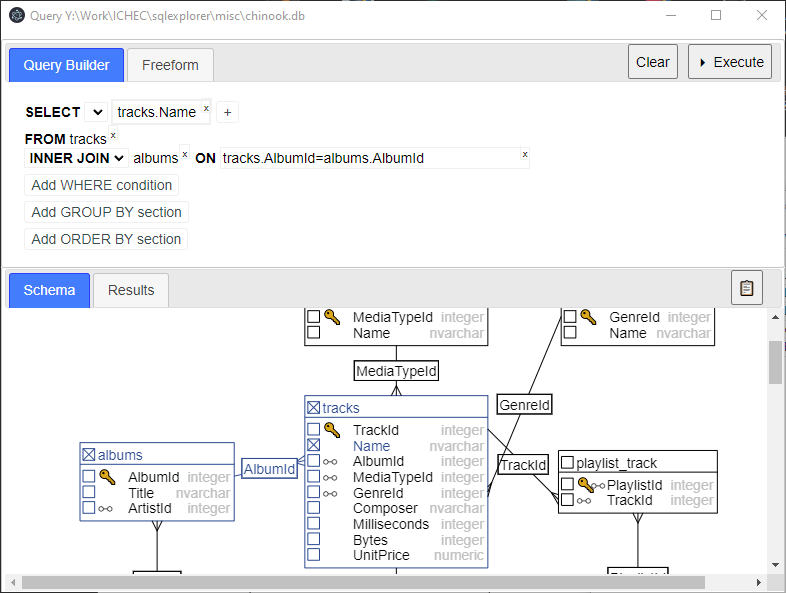 Query Y:\Work\ICHEC\sqlexplorer\misc\chinook.db
Query Builder Freeform Clear Execute
SELECT tracks.Name x +
FROM tracks x
INNER JOIN albums x ON tracks.AlbumId=albums.AlbumId x
Add WHERE condition
Add GROUP BY section
Add ORDER BY section
Schema Results
MediaTypeId integer
Name nvarchar
GenreId integer
Name nvarchar
MediaTypeId
GenreId
tracks
TrackId integer
Name nvarchar
AlbumId integer
MediaTypeId integer
GenreId integer
Composer nvarchar
Milliseconds integer
Bytes integer
UnitPrice numeric
albums
AlbumId integer
Title nvarchar
ArtistId integer
AlbumId
TrackId
playlist_track
PlaylistId integer
TrackId integer